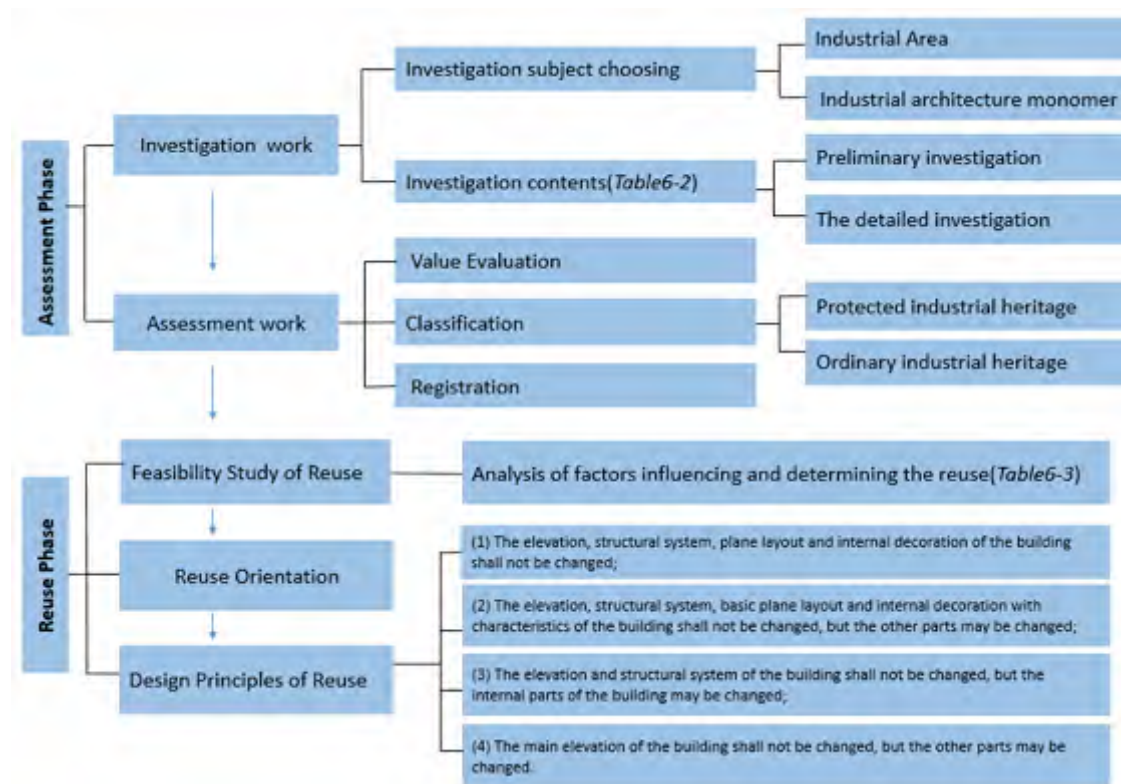 Assessment Phase
Investigation work
Investigation subject choosing
Industrial Area
Industrial architecture monomer
Investigation contents(Table6-2)
Preliminary investigation
The detailed investigation
Assessment work
Value Evaluation
Classification
Protected industrial heritage
Ordinary industrial heritage
Registration
Reuse Phase
Feasibility Study of Reuse
Analysis of factors influencing and determining the reuse(Table6-3)
Reuse Orientation
Design Principles of Reuse
(1) The elevation, structural system, plane layout and internal decoration of the building
shall not be changed;
(2) The elevation, structural system, basic plane layout and internal decoration with
characteristics of the building shall not be changed, but the other parts may be changed;
(3) The elevation and structural system of the building shall not be changed, but the
internal parts of the building may be changed;
(4) The main elevation of the building shall not be changed, but the other parts may be
changed.